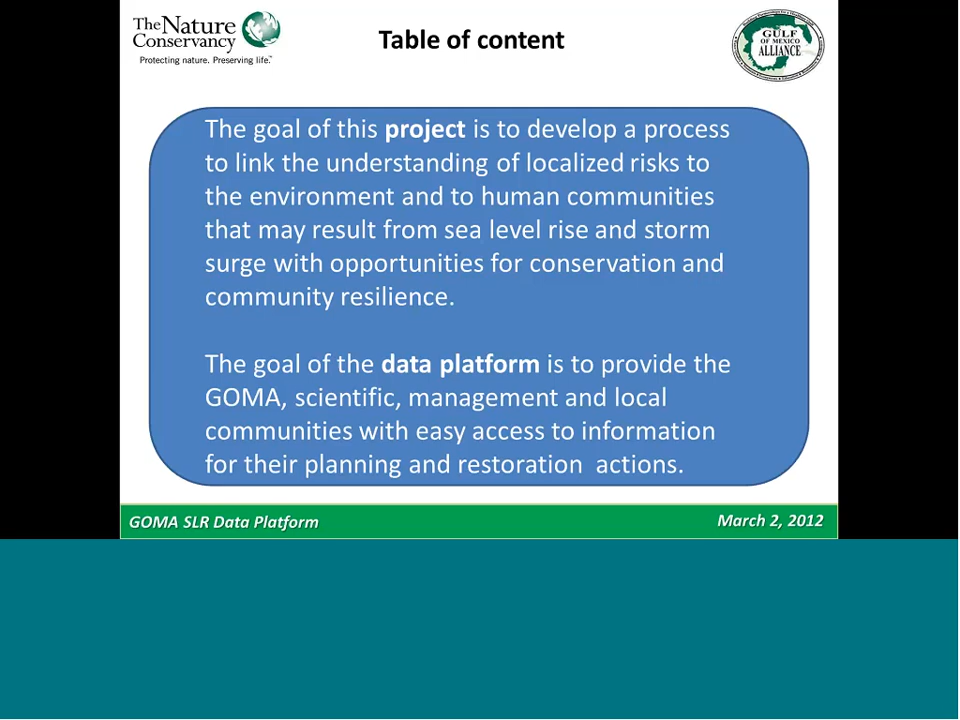 The Nature
Conservancy
Protecting nature. Preserving life.™
Table of content
GULF
OF MEXICO
ALLIANCE
The goal of this project is to develop a process
to link the understanding of localized risks to
the environment and to human communities
that may result from sea level rise and storm
surge with opportunities for conservation and
community resilience.
The goal of the data platform is to provide the
GOMA, scientific, management and local
communities with easy access to information
for their planning and restoration actions.
GOMA SLR Data Platform
March 2, 2012